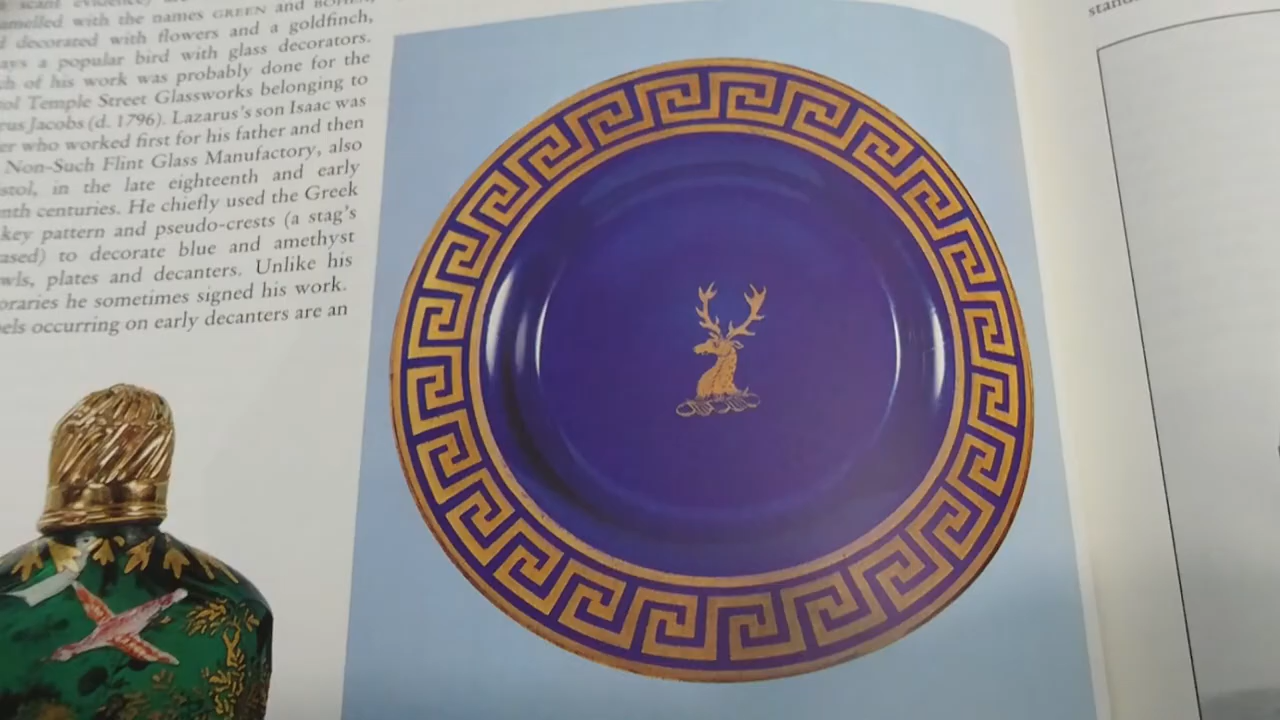 scant evidence)
amelled with the names GREEN and
decorated with flowers and a goldfinch,
ays a popular bird with glass decorators.
ch of his work was probably done for the
ol Temple Street Glassworks belonging to
rus Jacobs (d. 1796). Lazarus's son Isaac was
er who worked first for his father and then
Non-Such Flint Glass Manufactory, also
stol, in the late eighteenth and early
nth centuries. He chiefly used the Greek
key pattern and pseudo-crests (a stag's
ased) to decorate blue and amethyst
wls, plates and decanters. Unlike his
oraries he sometimes signed his work.
els occurring on early decanters are an